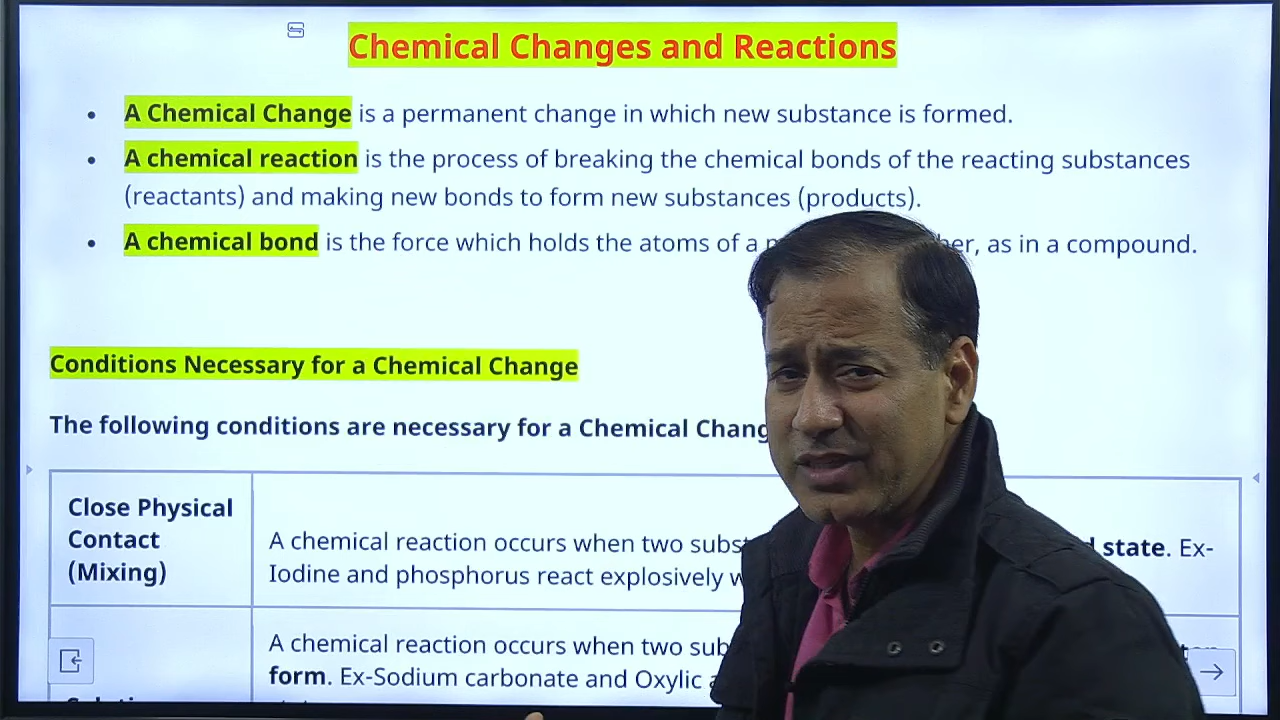 Chemical Changes and Reactions
• A Chemical Change is a permanent change in which new substance is formed.
• A chemical reaction is the process of breaking the chemical bonds of the reacting substances
(reactants) and making new bonds to form new substances (products).
• A chemical bond is the force which holds the atoms of a , as in a compound.
Conditions Necessary for a Chemical Change
The following conditions are necessary for a Chemical
Close Physical
Contact
(Mixing)
A chemical reaction occurs when two state. Ex-
Iodine and phosphorus react explosively
A chemical reaction occurs when two
form. Ex-Sodium carbonate and Oxylic